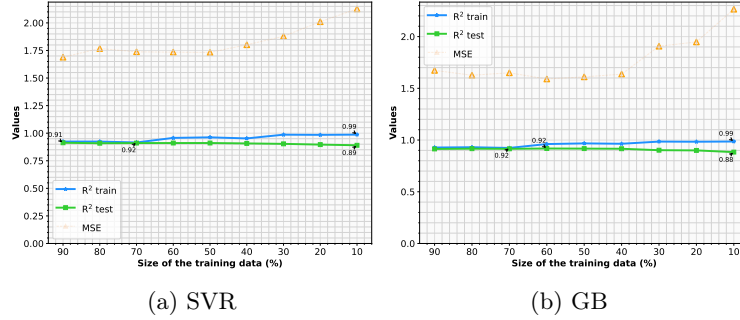 2.00
1.75
1.50
1.25
1.00
0.75
0.50
0.25
0.00
Values
0.91
0.92
0.99
0.89
R² train
R² test
MSE
90 80 70 60 50 40 30 20 10
Size of the training data (%)
(a) SVR
R² train
R² test
MSE
2.0
1.5
1.0
0.5
0.0
Values
0.92
0.92
0.99
0.88
90 80 70 60 50 40 30 20 10
Size of the training data (%)
(b) GB